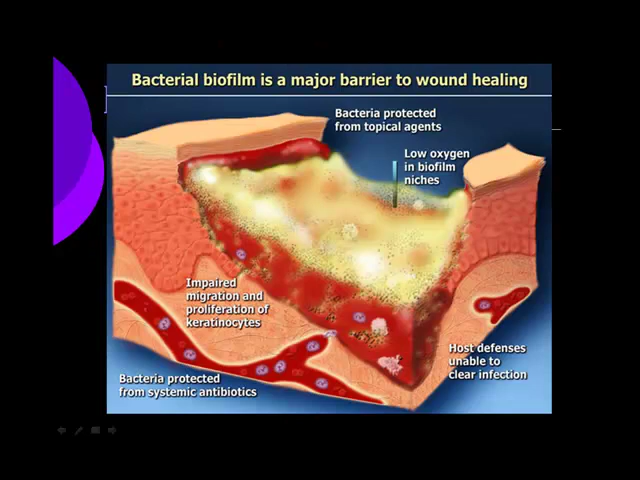 Bacterial biofilm is a major barrier to wound healing
Bacteria protected
from topical agents
Low oxygen
in biofilm
niches
Impaired
migration and
proliferation of
keratinocytes
Host defenses
unable to
clear infection
Bacteria protected
from systemic antibiotics